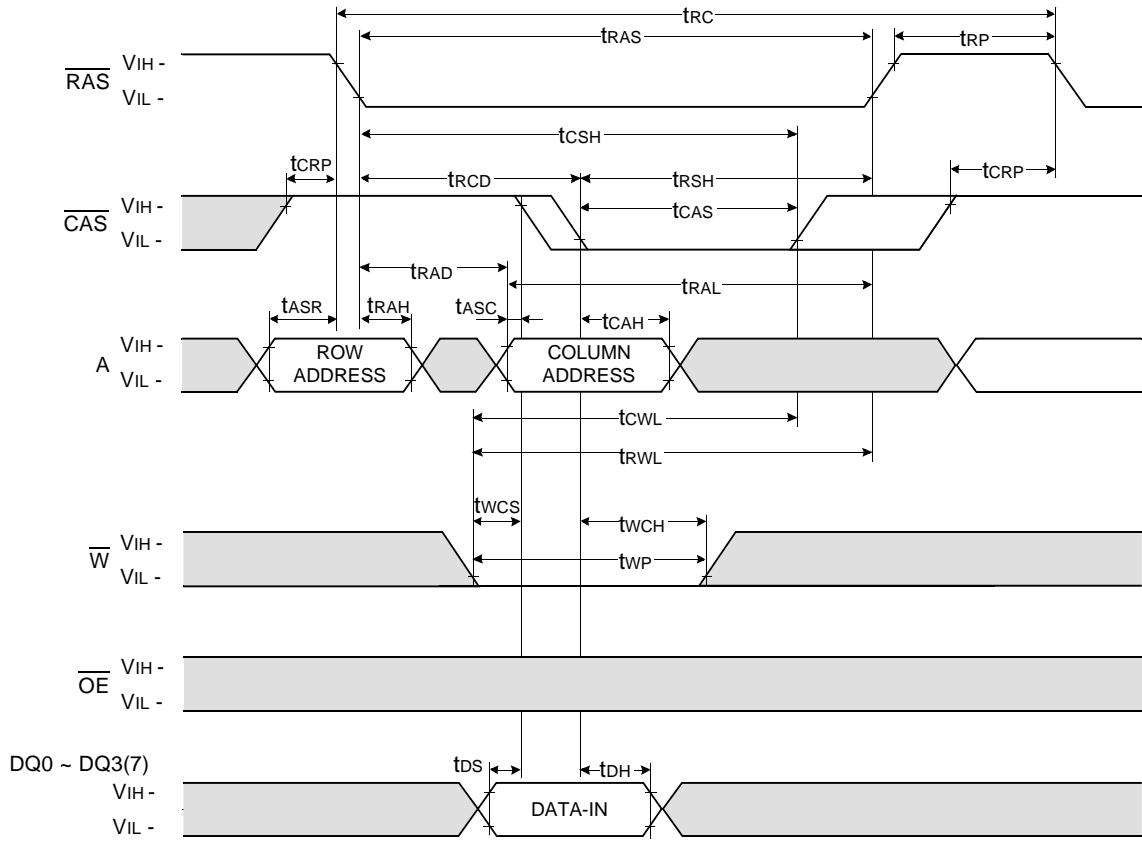 tRC
tRAS
tRP
RAS
VIH -
VIL -
tCSH
tCRP
tRCD
tRSH
tCRP
CAS
VIH -
VIL -
tCAS
tRAD
tRAL
tASR
tRAH
tASC
tCAH
A
VIH -
VIL -
ROW
ADDRESS
COLUMN
ADDRESS
tCWL
tRWL
tWCS
tWCH
W
VIH -
VIL -
tWP
OE
VIH -
VIL -
DQ0 ~ DQ3(7)
tDS
tDH
VIH -
VIL -
DATA-IN